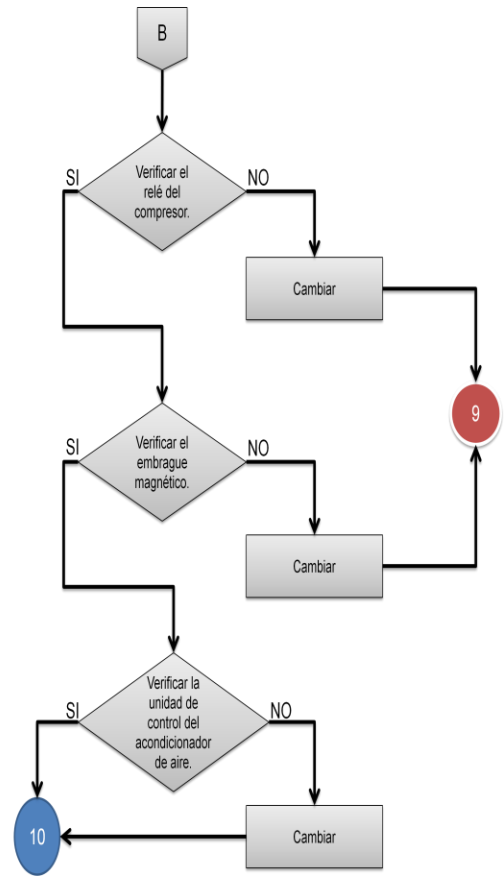 B
Verificar el
relé del
compresor.
SI
NO
Cambiar
9
Verificar el
embrague
magnético.
SI
NO
Cambiar
Verificar la
unidad de
control del
acondicionador
de aire.
SI
NO
10
Cambiar